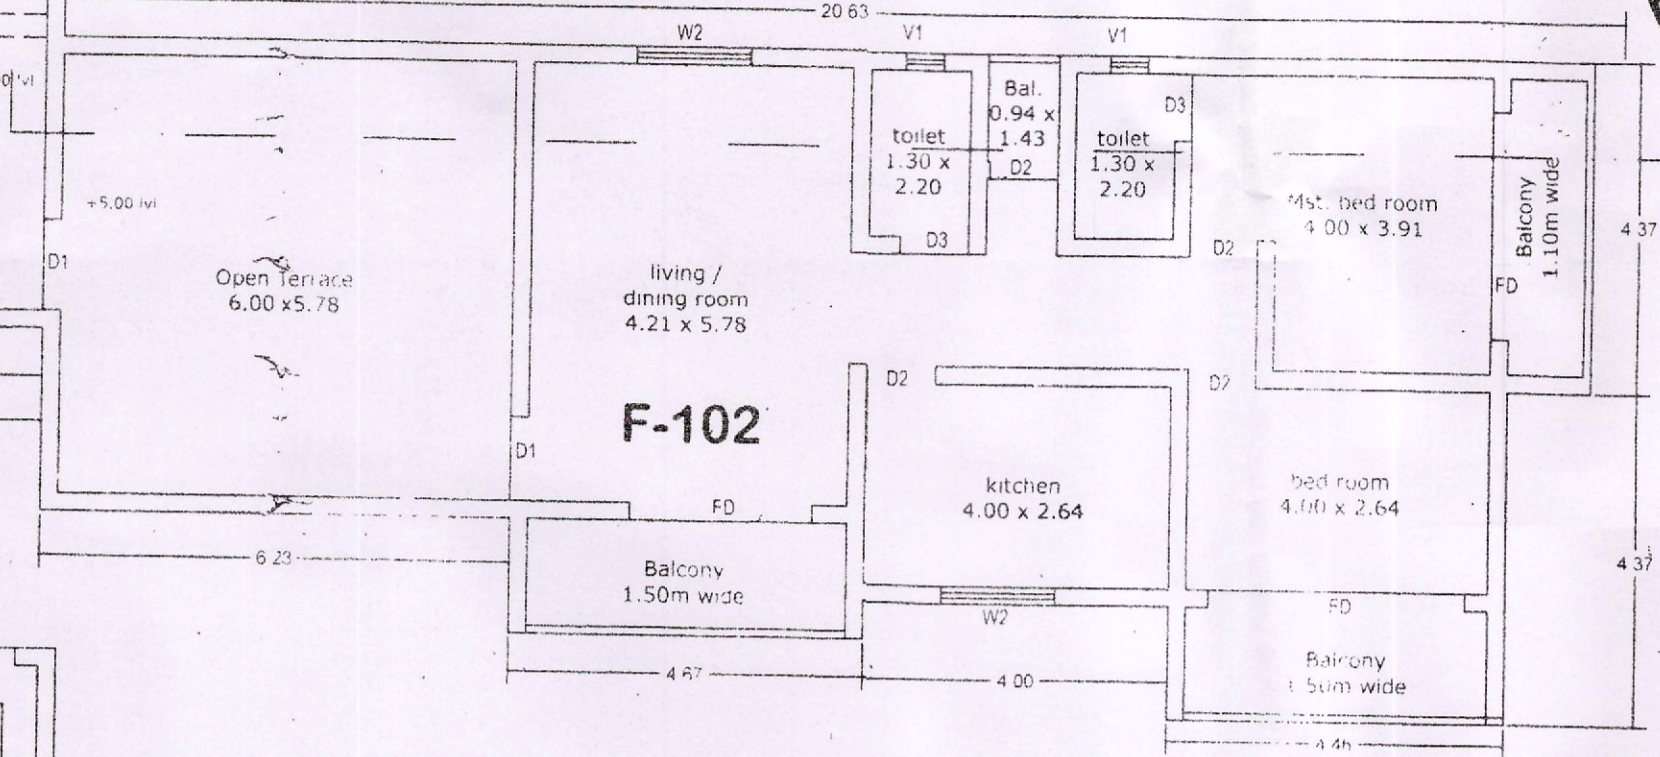 20 63
W2
V1
V1
Bal.
0.94 x
1.43
D2
D3
toilet
1.30 x
2.20
D3
toilet
1.30 x
2.20
+5.00 lvl
D1
Open Terrace
6.00 x5.78
living /
dining room
4.21 x 5.78
Mst. bed room
4 00 x 3.91
D2
Balcony
1.10m wide
FD
4 37
F-102
D2
D2
D1
FD
kitchen
4.00 x 2.64
bed room
4.00 x 2.64
6 23
Balcony
1.50m wide
W2
FD
4 37
Balcony
50m wide
4 67
4 00
4 46